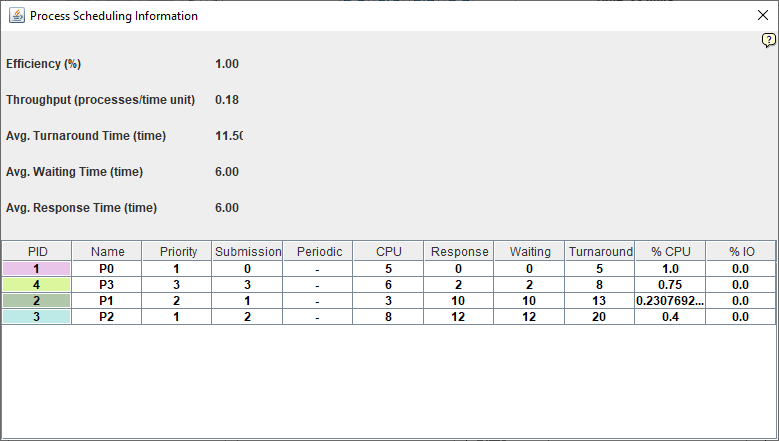 Process Scheduling Information
?
Efficiency (%) 1.00
Throughput (processes/time unit) 0.18
Avg. Turnaround Time (time) 11.50
Avg. Waiting Time (time) 6.00
Avg. Response Time (time) 6.00
PID Name Priority Submission Periodic CPU Response Waiting Turnaround % CPU % IO
1 P0 1 0 - 5 0 0 5 1.0 0.0
4 P3 3 3 - 6 2 2 8 0.75 0.0
2 P1 2 1 - 3 10 10 13 0.2307692... 0.0
3 P2 1 2 - 8 12 12 20 0.4 0.0